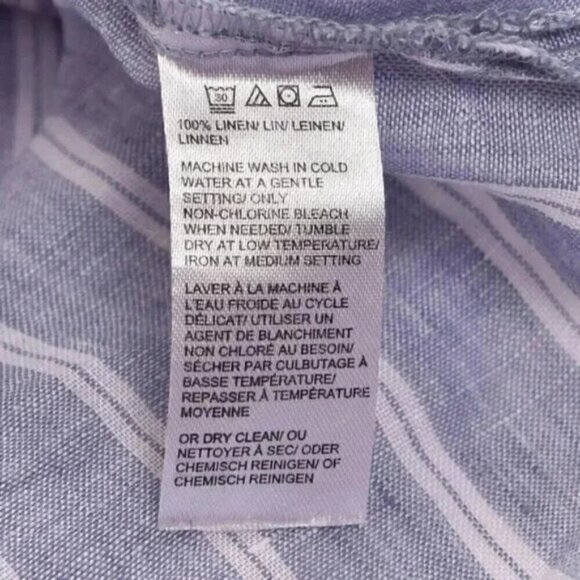 30
100% LINEN/ LIN/ LEINEN/
LINNEN
MACHINE WASH IN COLD
WATER AT A GENTLE
SETTING/ ONLY
NON-CHLORINE BLEACH
WHEN NEEDED/ TUMBLE
DRY AT LOW TEMPERATURE/
IRON AT MEDIUM SETTING
LAVER À LA MACHINE À
L'EAU FROIDE AU CYCLE
DÉLICAT/ UTILISER UN
AGENT DE BLANCHIMENT
NON CHLORÉ AU BESOIN/
SÉCHER PAR CULBUTAGE À
BASSE TEMPÉRATURE/
REPASSER À TEMPÉRATURE
MOYENNE
OR DRY CLEAN/ OU
NETTOYER À SEC/ ODER
CHEMISCH REINIGEN/ OF
CHEMISCH REINIGEN